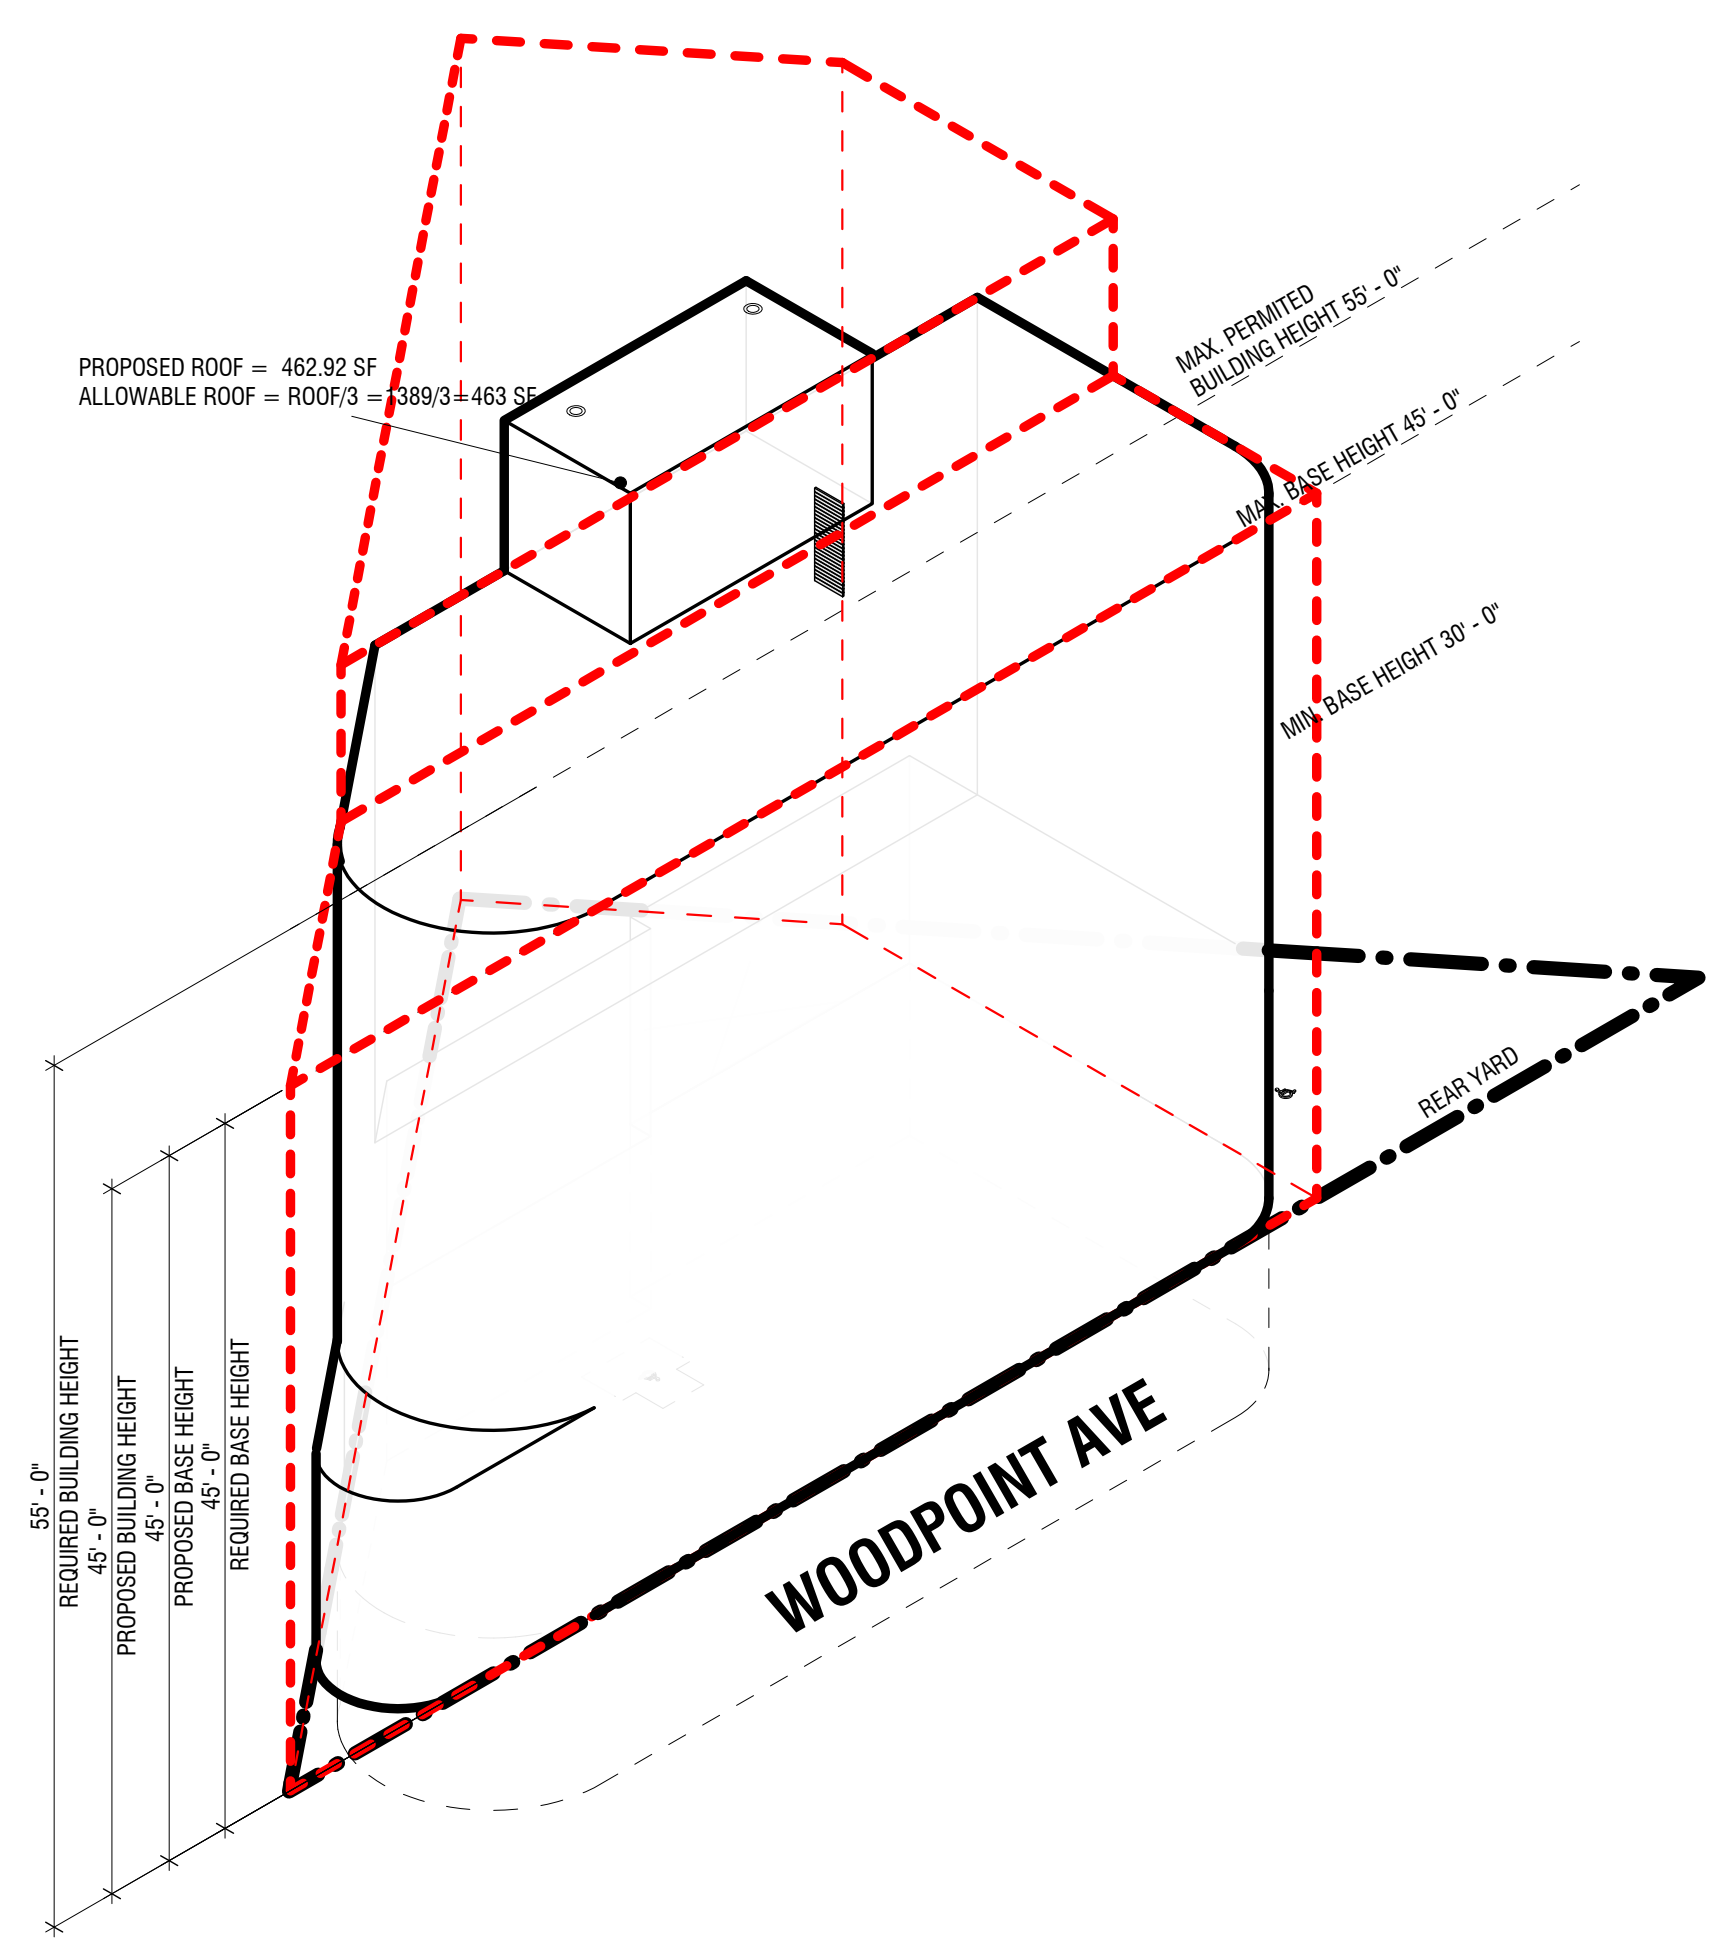 PROPOSED ROOF = 462.92 SF
ALLOWABLE ROOF = ROOF/3 =1389/3=463 SF
MAX. PERMITED
BUILDING HEIGHT 55' - 0"
MAX. BASE HEIGHT 45' - 0"
MIN. BASE HEIGHT 30' - 0"
REAR YARD
WOODPOINT AVE
55' - 0"
REQUIRED BUILDING HEIGHT
45' - 0"
PROPOSED BUILDING HEIGHT
45' - 0"
PROPOSED BASE HEIGHT
45' - 0"
REQUIRED BASE HEIGHT